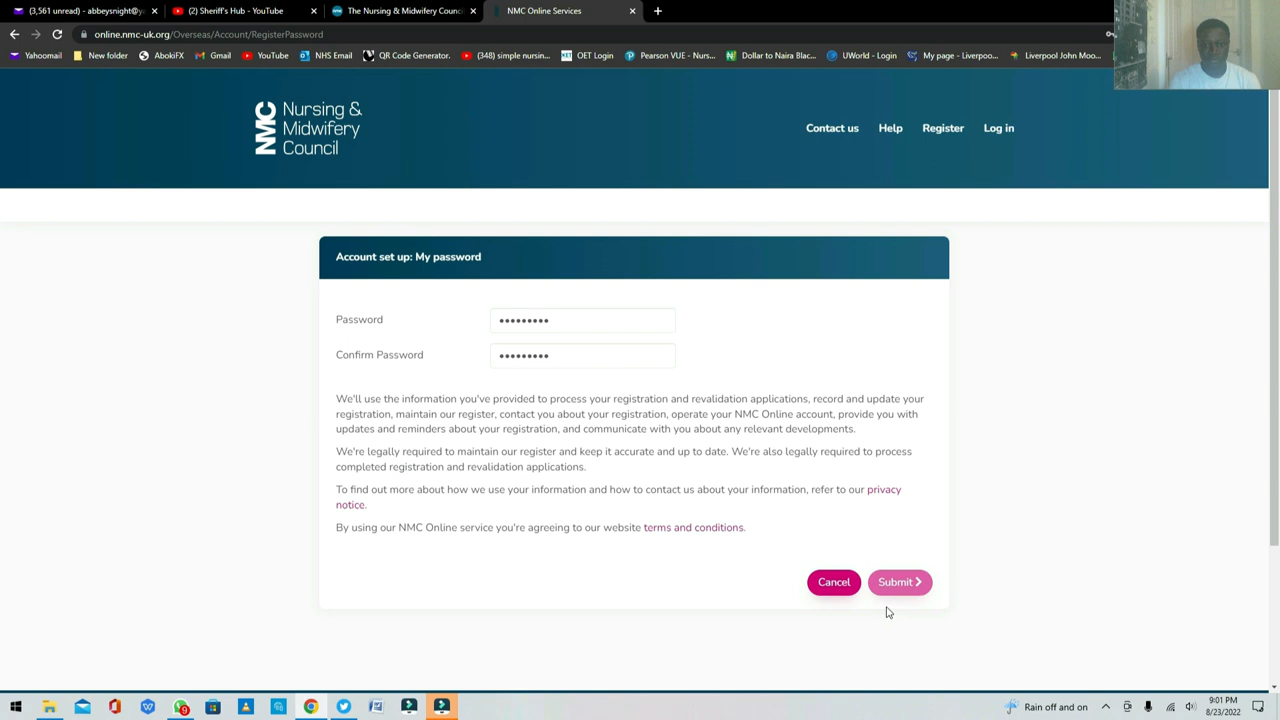 (3,561 unread) - abbeysnight@ya
(2) Sheriff's Hub - YouTube
The Nursing & Midwifery Counci
NMC Online Services
online.nmc-uk.org/Overseas/Account/RegisterPassword
Yahoomail
New folder
AbokiFX
Gmail
YouTube
NHS Email
QR Code Generator.
(348) simple nursin...
OET Login
Pearson VUE - Nurs...
Dollar to Naira Blac...
UWorld - Login
My page - Liverpoo...
Liverpool John Moo...
NMC
Nursing &
Midwifery
Council
Contact us
Help
Register
Log in
Account set up: My password
Password
•••••••••
Confirm Password
•••••••••
We'll use the information you've provided to process your registration and revalidation applications, record and update your
registration, maintain our register, contact you about your registration, operate your NMC Online account, provide you with
updates and reminders about your registration, and communicate with you about any relevant developments.
We're legally required to maintain our register and keep it accurate and up to date. We're also legally required to process
completed registration and revalidation applications.
To find out more about how we use your information and how to contact us about your information, refer to our privacy
notice.
By using our NMC Online service you're agreeing to our website terms and conditions.
Cancel
Submit
9
Rain off and on
9:01 PM
8/23/2022